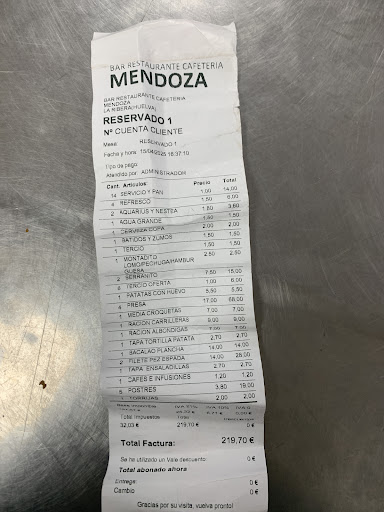 BAR RESTAURANTE CAFETERIA
MENDOZA
BAR RESTAURANTE CAFETERIA
MENDOZA
LA RIBERA(HUELVA)
RESERVADO 1
Nº CUENTA CLIENTE
Mesa RESERVADO 1
Fecha y hora 15/04/2025 16:37:10
Tipo de pago
Atendido por ADMINISTRADOR
Cant. Artículos: Precio Total
14 SERVICIO Y PAN 1,00 14,00
4 REFRESCO 1,50 6,00
2 AQUARIUS Y NESTEA 1,80 3,60
1 AGUA GRANDE 1,50 1,50
1 CERVEZA COPA 2,00 2,00
1 BATIDOS Y ZUMOS 1,50 1,50
1 TERCIO 1,50 1,50
1 MONTADITO 2,50 2,50
LOMO/PECHUGA/HAMBUR
GUESA
2 SERRANITO 7,50 15,00
6 TERCIO OFERTA 1,00 6,00
1 PATATAS CON HUEVO 5,50 5,50
4 PRESA 17,00 68,00
1 MEDIA CROQUETAS 7,00 7,00
1 RACION CARRILLERAS 9,00 9,00
1 RACION ALBONDIGAS 7,00 7,00
1 TAPA TORTILLA PATATA 2,70 2,70
1 BACALAO PLANCHA 14,00 14,00
2 FILETE PEZ ESPADA 14,00 28,00
1 TAPA ENSALADILLAS 2,70 2,70
1 CAFES E INFUSIONES 1,20 1,20
5 POSTRES 3,80 19,00
1 TORRIJAS 2,00 2,00
Total Impuestos Total
32,03 € 219,70 € 0 €
Total Factura: 219,70 €
Se ha utilizado un Vale descuento: 0 €
Total abonado ahora
Entrega: 0 €
Cambio 0 €
Gracias por su visita, vuelva pronto!